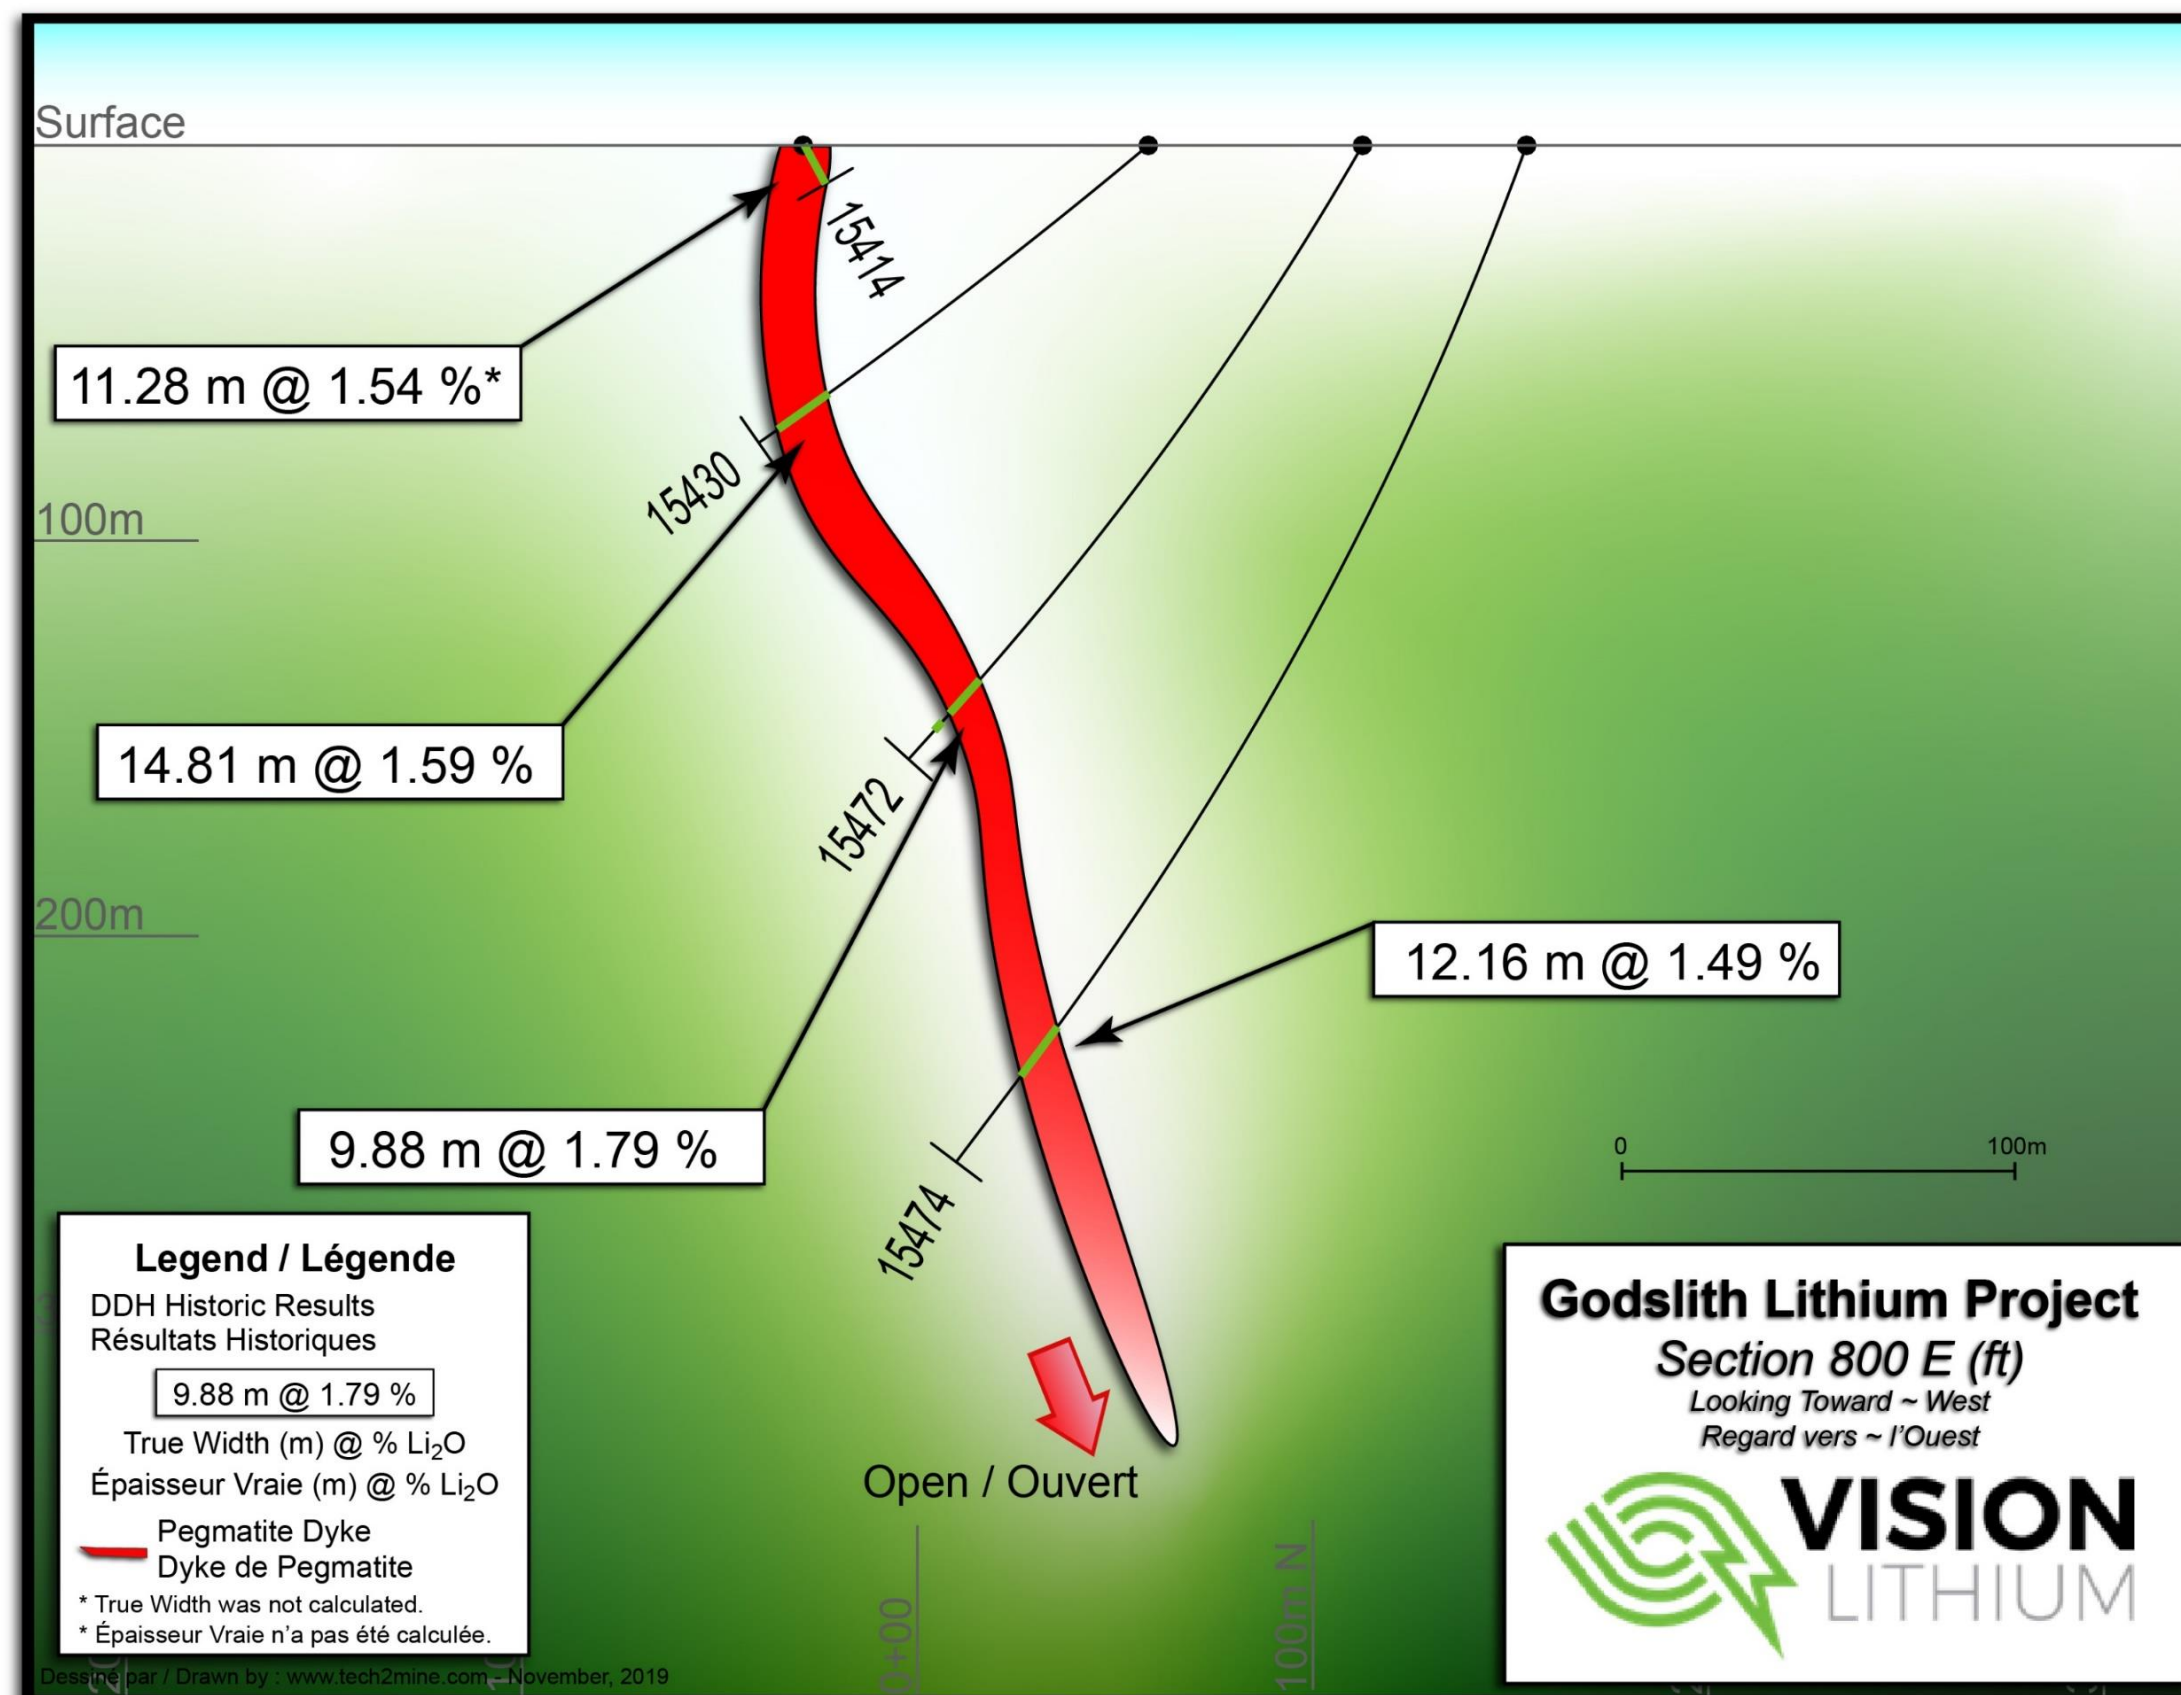 Surface
15414
11.28 m @ 1.54 %*
15430
100m
14.81 m @ 1.59 %
15472
200m
12.16 m @ 1.49 %
9.88 m @ 1.79 %
0 100m
15474
Legend / Légende
DDH Historic Results
Résultats Historiques
9.88 m @ 1.79 %
True Width (m) @ % Li₂O
Épaisseur Vraie (m) @ % Li₂O
Pegmatite Dyke
Dyke de Pegmatite
* True Width was not calculated.
* Épaisseur Vraie n'a pas été calculée.
Open / Ouvert
0+00
100m N
Godslith Lithium Project
Section 800 E (ft)
Looking Toward ~ West
Regard vers ~ l'Ouest
VISION
LITHIUM
Dessiné par / Drawn by : www.tech2mine.com - November, 2019